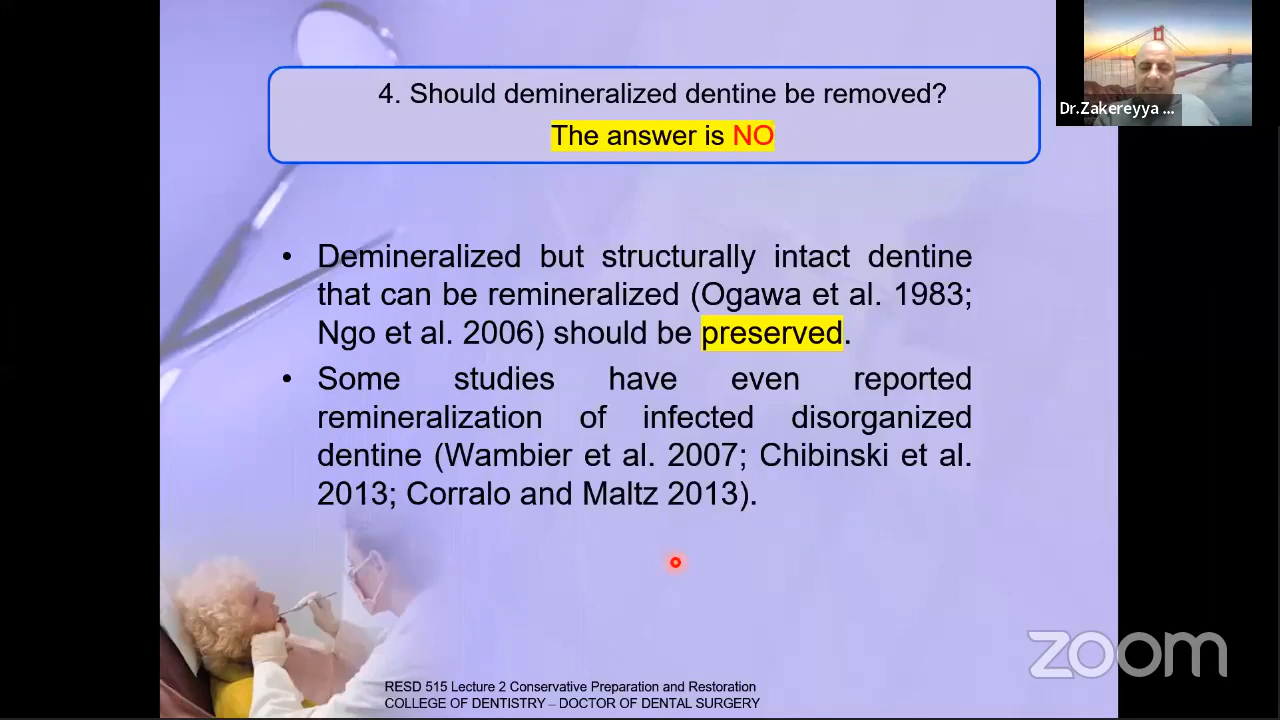 4. Should demineralized dentine be removed?
The answer is NO
Dr.Zakereyya ...
• Demineralized but structurally intact dentine
that can be remineralized (Ogawa et al. 1983;
Ngo et al. 2006) should be preserved.
• Some studies have even reported
remineralization of infected disorganized
dentine (Wambier et al. 2007; Chibinski et al.
2013; Corralo and Maltz 2013).
zoom
RESD 515 Lecture 2 Conservative Preparation and Restoration
COLLEGE OF DENTISTRY – DOCTOR OF DENTAL SURGERY